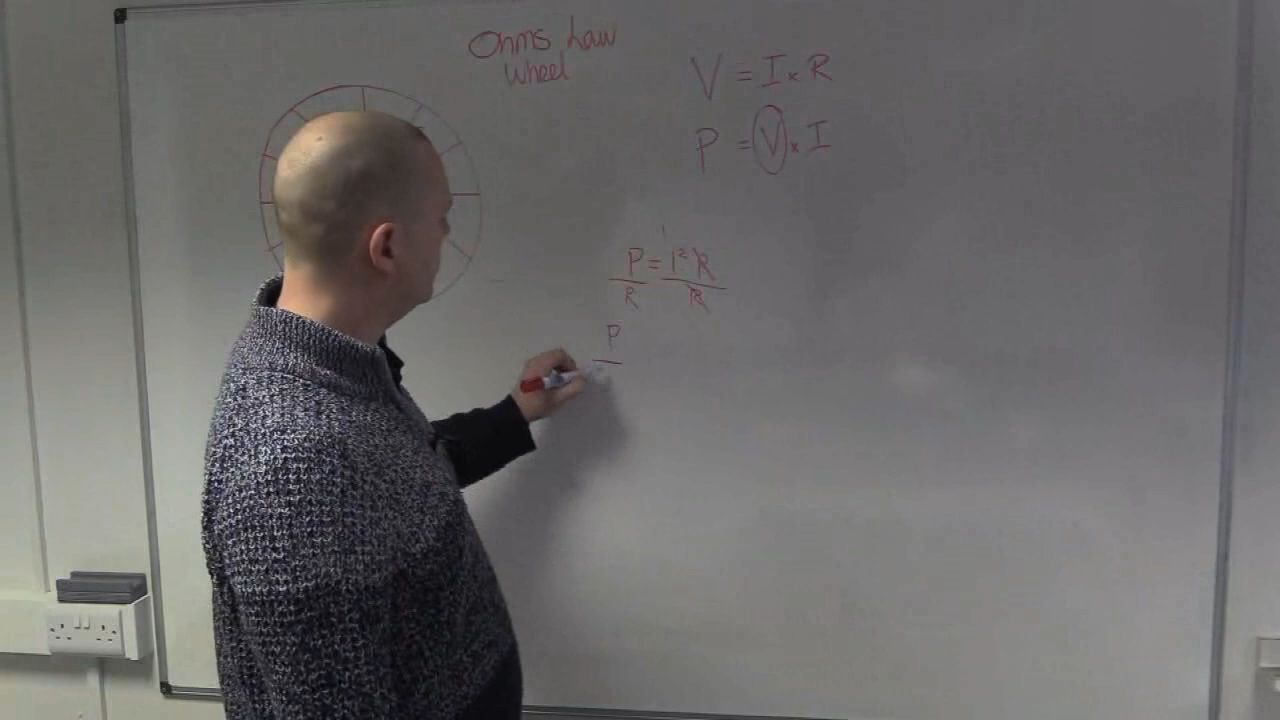 Ohms Law
Wheel
V = I x R
P = V x I
P = I² R
R R
P